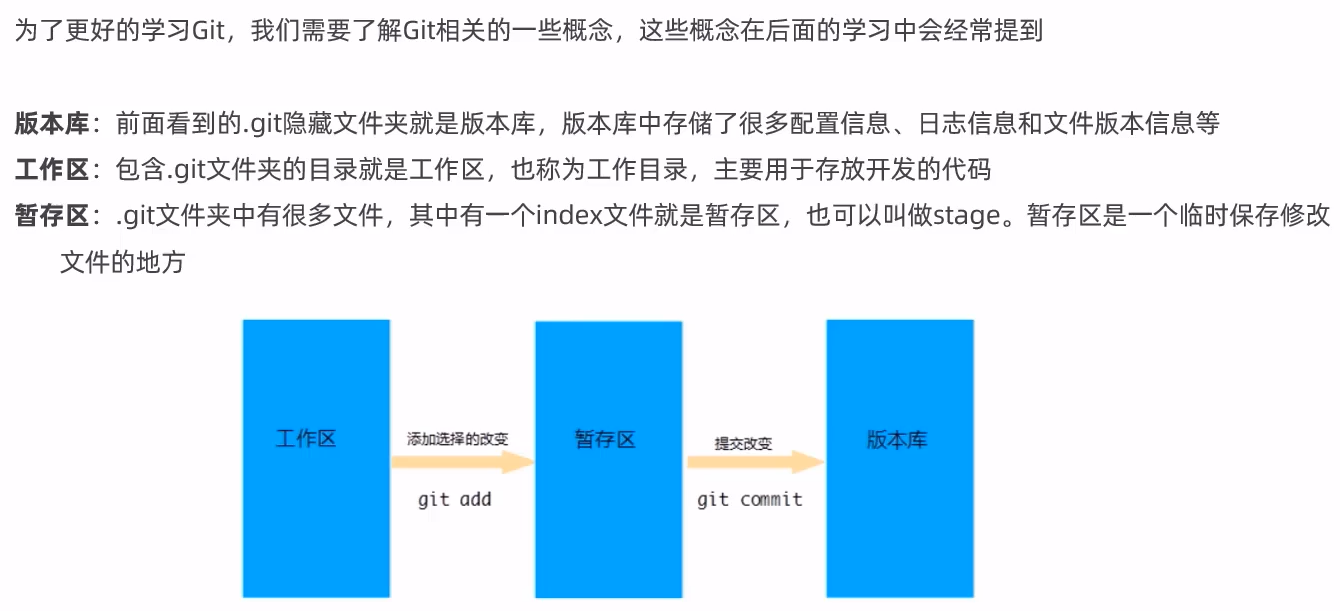 为了更好的学习Git，我们需要了解Git相关的一些概念，这些概念在后面的学习中会经常提到
版本库：前面看到的.git隐藏文件夹就是版本库，版本库中存储了很多配置信息、日志信息和文件版本信息等
工作区：包含.git文件夹的目录就是工作区，也称为工作目录，主要用于存放开发的代码
暂存区：.git文件夹中有很多文件，其中有一个index文件就是暂存区，也可以叫做stage。暂存区是一个临时保存修改
文件的地方
工作区
添加选择的改变
git add
暂存区
提交改变
git commit
版本库